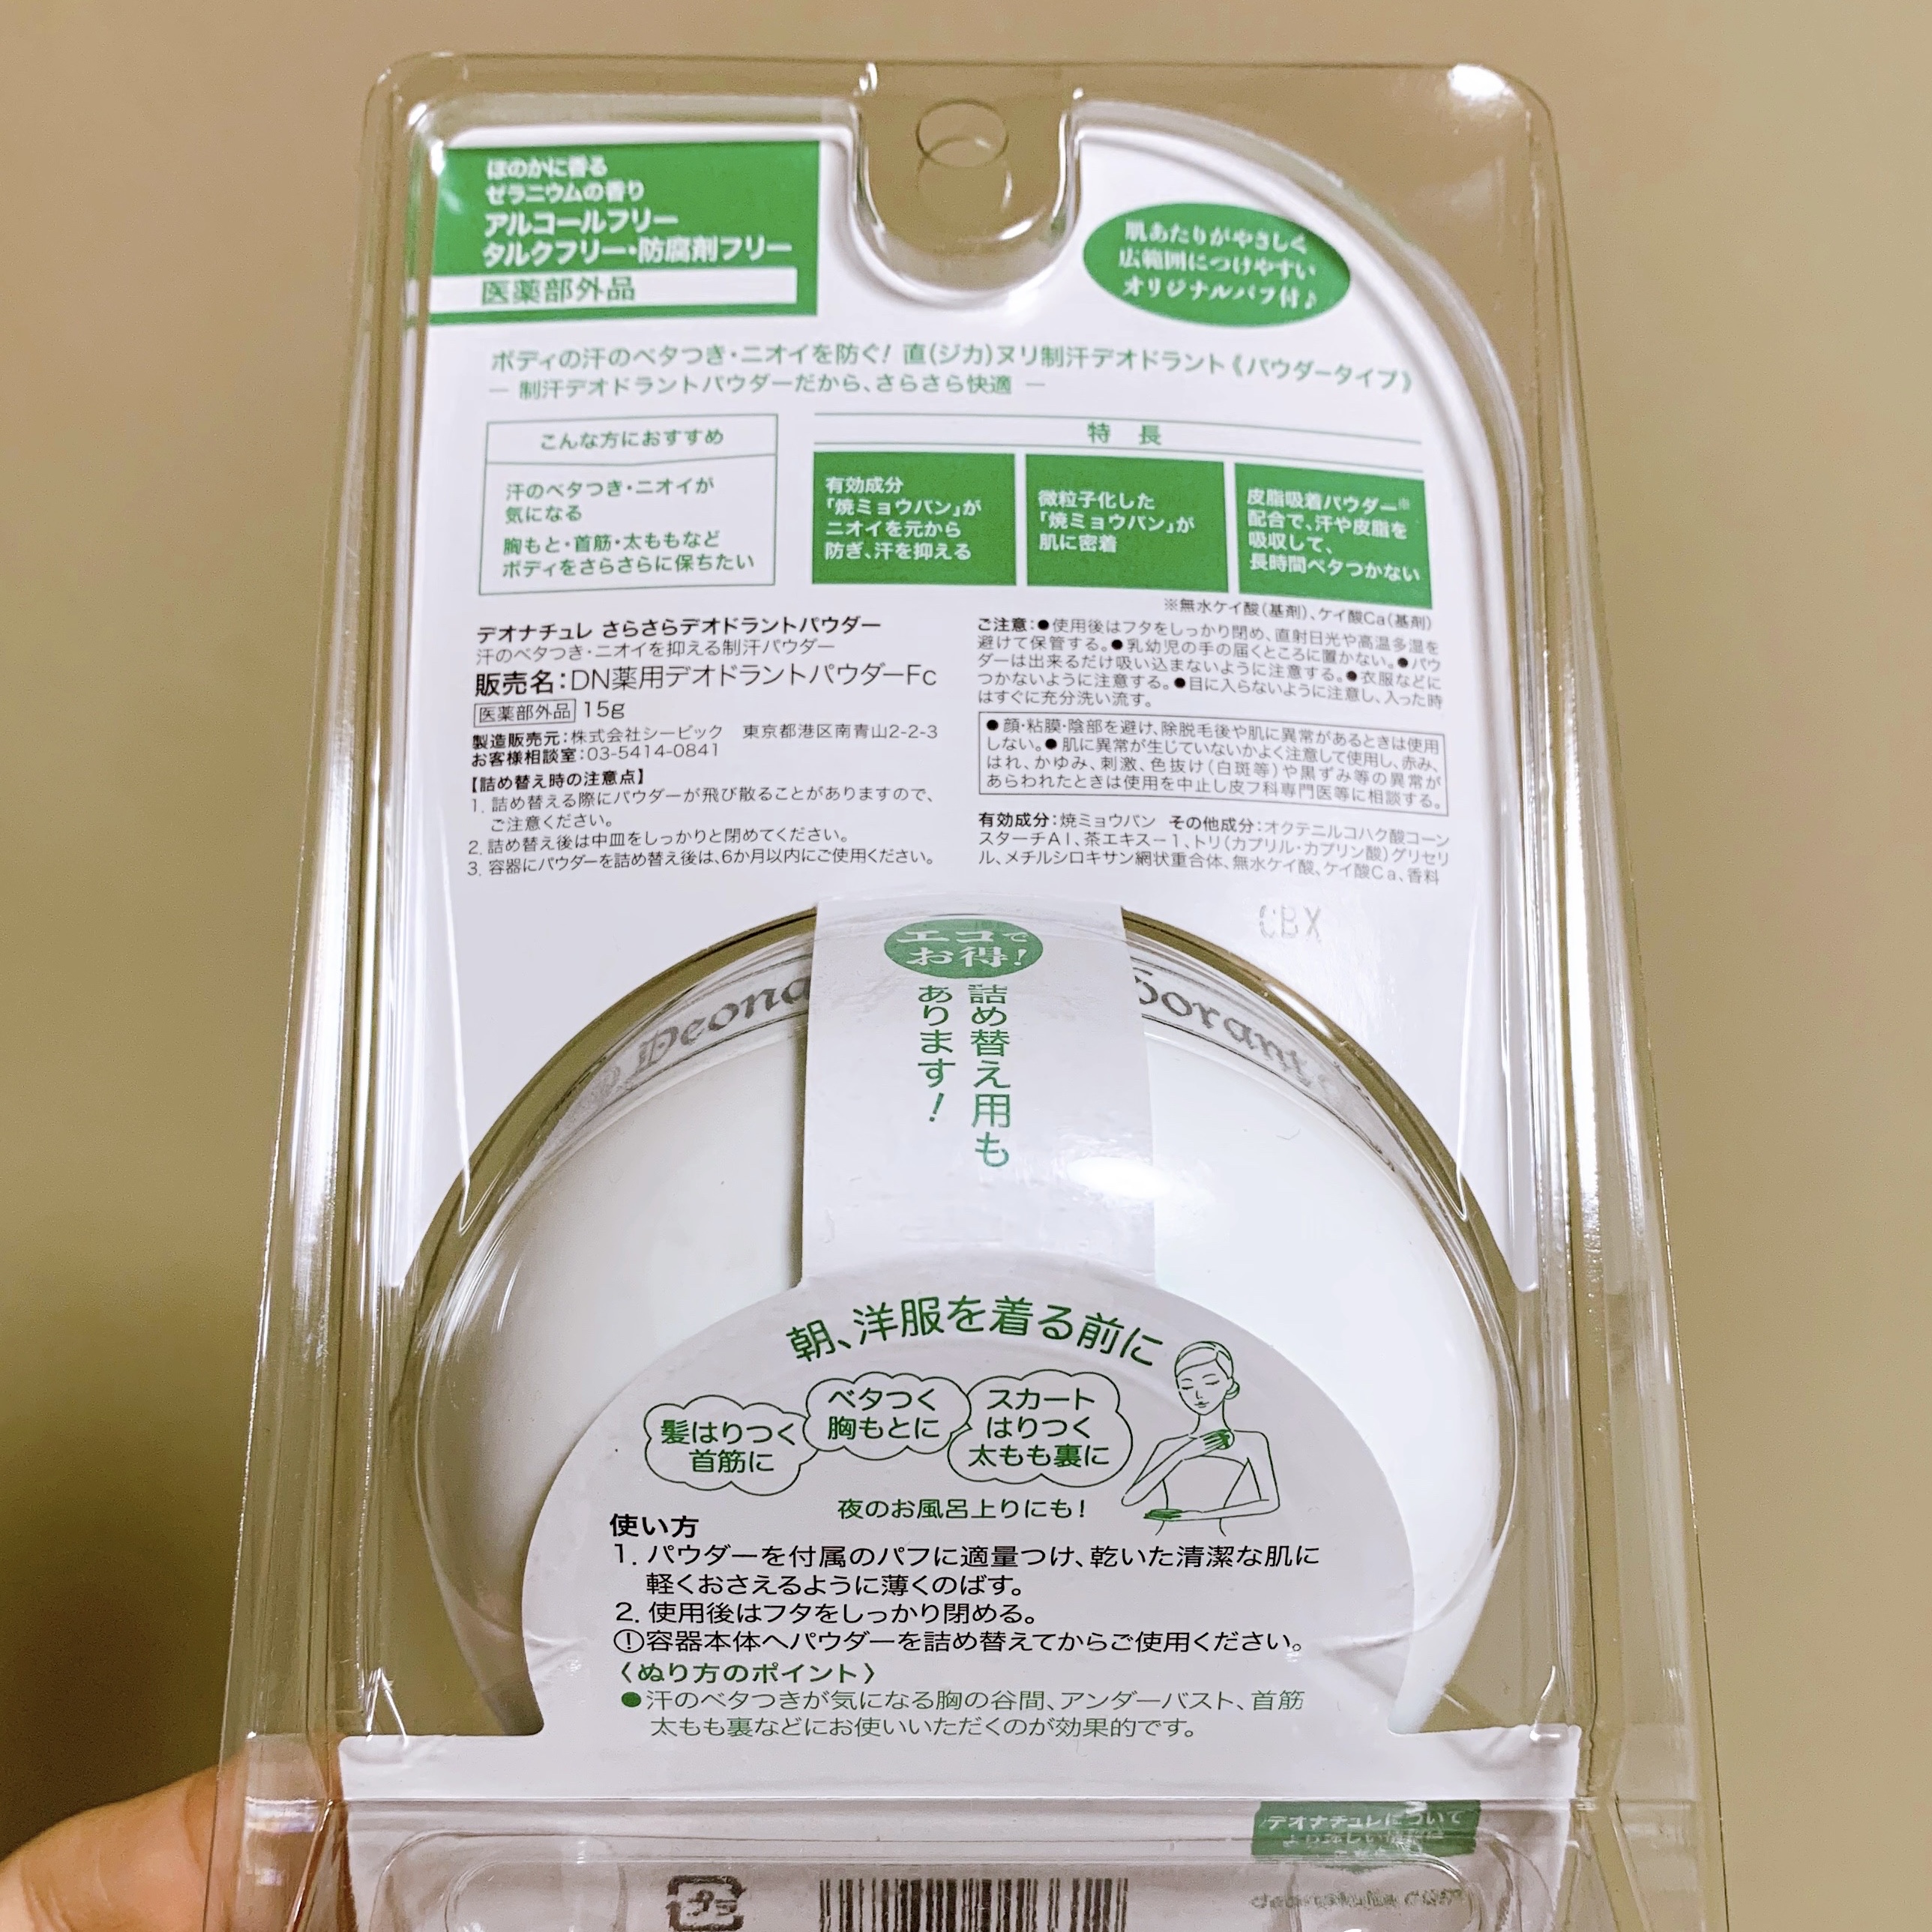 ほのかに香る
ゼラニウムの香り
アルコールフリー
タルクフリー・防腐剤フリー
医薬部外品
肌あたりがやさしく
広範囲につけやすい
オリジナルパフ付♪
ボディの汗のベタつき・ニオイを防ぐ! 直(ジカ)ヌリ制汗デオドラント《パウダータイプ》
― 制汗デオドラントパウダーだから、さらさら快適 ―
こんな方におすすめ
汗のベタつき・ニオイが
気になる
胸もと・首筋・太ももなど
ボディをさらさらに保ちたい
特 長
有効成分
「焼ミョウバン」が
ニオイを元から
防ぎ、汗を抑える
微粒子化した
「焼ミョウバン」が
肌に密着
皮脂吸着パウダー※
配合で、汗や皮脂を
吸収して、
長時間ベタつかない
※無水ケイ酸(基剤)、ケイ酸Ca(基剤)
デオナチュレ さらさらデオドラントパウダー
汗のベタつき・ニオイを抑える制汗パウダー
販売名:DN薬用デオドラントパウダーFc
医薬部外品 15g
製造販売元:株式会社シービック 東京都港区南青山2-2-3
お客様相談室:03-5414-0841
【詰め替え時の注意点】
1. 詰め替える際にパウダーが飛び散ることがありますので、
ご注意ください。
2. 詰め替え後は中皿をしっかりと閉めてください。
3. 容器にパウダーを詰め替え後は、6か月以内にご使用ください。
ご注意:●使用後はフタをしっかり閉め、直射日光や高温多湿を
避けて保管する。●乳幼児の手の届くところに置かない。●パウ
ダーは出来るだけ吸い込まないように注意する。●衣服などに
つかないように注意する。●目に入らないように注意し、入った時
はすぐに充分洗い流す。
●顔・粘膜・陰部を避け、除脱毛後や肌に異常があるときは使用
しない。●肌に異常が生じていないかよく注意して使用し、赤み、
はれ、かゆみ、刺激、色抜け(白斑等)や黒ずみ等の異常が
あらわれたときは使用を中止し皮フ科専門医等に相談する。
有効成分:焼ミョウバン その他成分:オクテニルコハク酸コーン
スターチAl、茶エキス-1、トリ(カプリル・カプリン酸)グリセリ
ル、メチルシロキサン網状重合体、無水ケイ酸、ケイ酸Ca、香料
CBX
エコで
お得!
詰め替え用も
あります!
朝、洋服を着る前に
髪はりつく
首筋に
ベタつく
胸もとに
スカート
はりつく
太もも裏に
夜のお風呂上りにも!
使い方
1. パウダーを付属のパフに適量つけ、乾いた清潔な肌に
軽くおさえるように薄くのばす。
2. 使用後はフタをしっかり閉める。
!容器本体へパウダーを詰め替えてからご使用ください。
〈ぬり方のポイント〉
●汗のベタつきが気になる胸の谷間、アンダーバスト、首筋
太もも裏などにお使いいただくのが効果的です。
デオナチュレについて
プラ